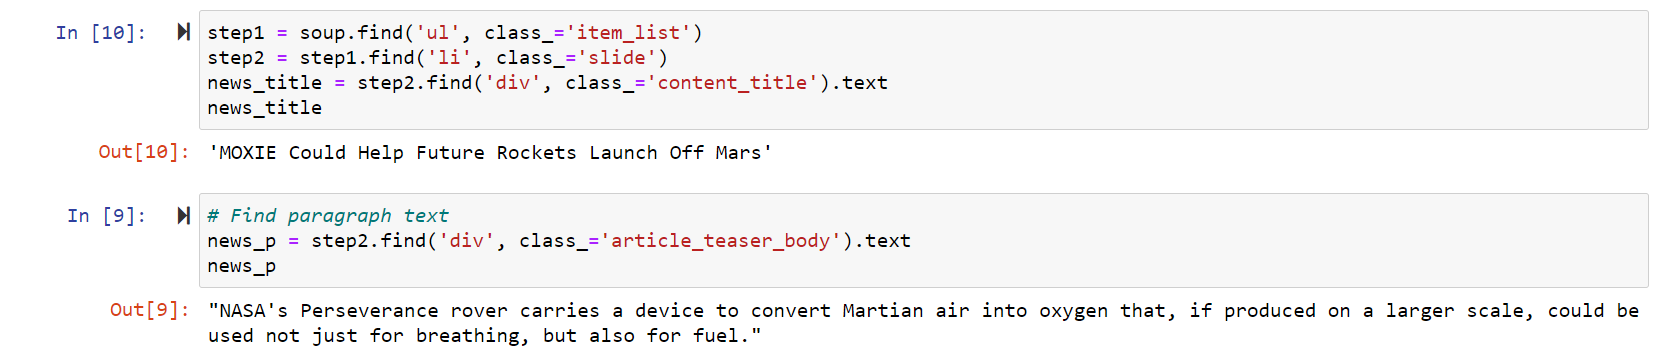 In [10]: step1 = soup.find('ul', class_='item_list')
step2 = step1.find('li', class_='slide')
news_title = step2.find('div', class_='content_title').text
news_title
Out[10]: 'MOXIE Could Help Future Rockets Launch Off Mars'
In [9]: # Find paragraph text
news_p = step2.find('div', class_='article_teaser_body').text
news_p
Out[9]: "NASA's Perseverance rover carries a device to convert Martian air into oxygen that, if produced on a larger scale, could be
used not just for breathing, but also for fuel."